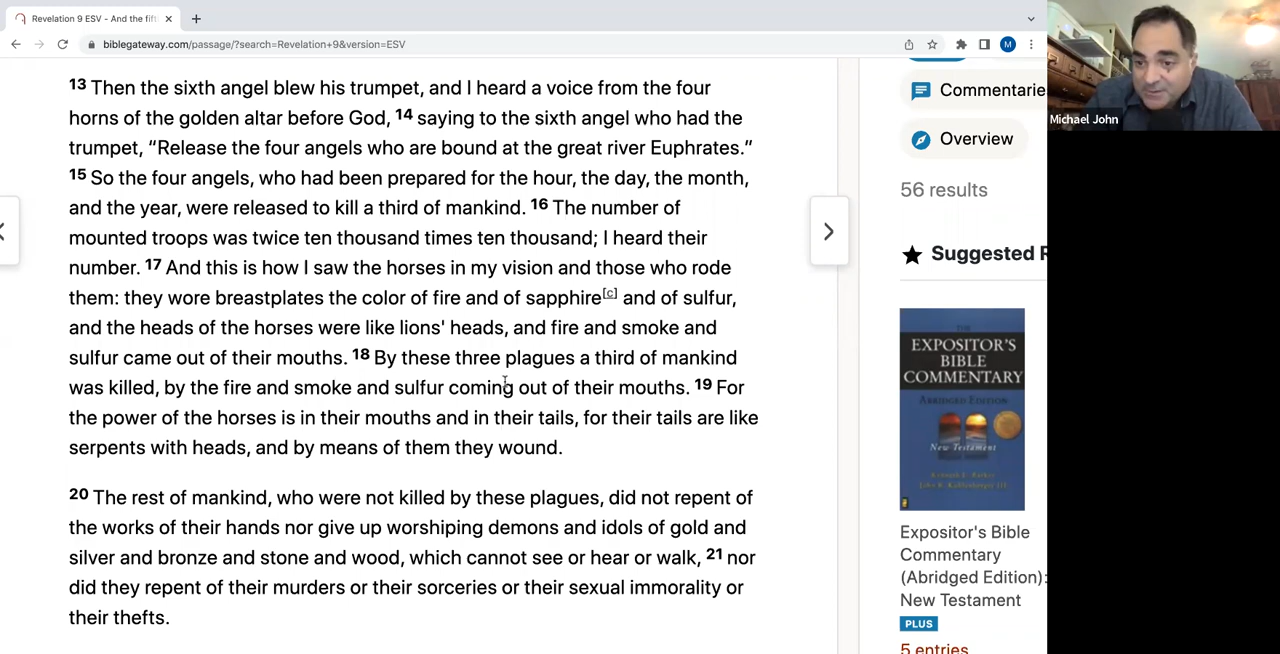 Revelation 9 ESV - And the fift
biblegateway.com/passage/?search=Revelation+9&version=ESV
M
13 Then the sixth angel blew his trumpet, and I heard a voice from the four
horns of the golden altar before God, 14 saying to the sixth angel who had the
trumpet, “Release the four angels who are bound at the great river Euphrates.”
15 So the four angels, who had been prepared for the hour, the day, the month,
and the year, were released to kill a third of mankind. 16 The number of
mounted troops was twice ten thousand times ten thousand; I heard their
number. 17 And this is how I saw the horses in my vision and those who rode
them: they wore breastplates the color of fire and of sapphire[c] and of sulfur,
and the heads of the horses were like lions' heads, and fire and smoke and
sulfur came out of their mouths. 18 By these three plagues a third of mankind
was killed, by the fire and smoke and sulfur coming out of their mouths. 19 For
the power of the horses is in their mouths and in their tails, for their tails are like
serpents with heads, and by means of them they wound.
20 The rest of mankind, who were not killed by these plagues, did not repent of
the works of their hands nor give up worshiping demons and idols of gold and
silver and bronze and stone and wood, which cannot see or hear or walk, 21 nor
did they repent of their murders or their sorceries or their sexual immorality or
their thefts.
Commentarie
Overview
56 results
Suggested R
THE
EXPOSITOR'S
BIBLE
COMMENTARY
ABRIDGED EDITION
New Testament
Expositor's Bible
Commentary
(Abridged Edition):
New Testament
PLUS
5 entries
Michael John